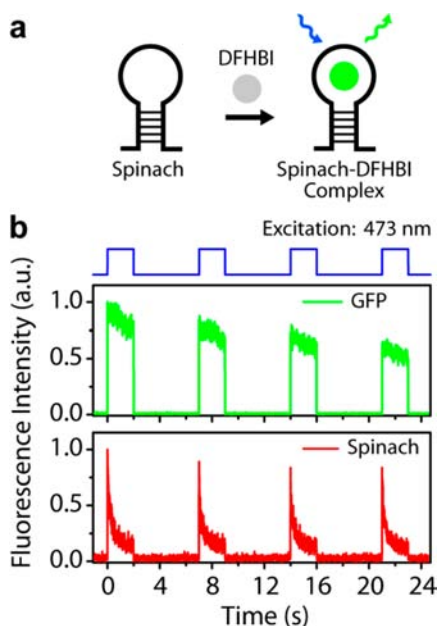 a
DFHBI
Spinach
Spinach-DFHBI
Complex
b
Excitation: 473 nm
Fluorescence Intensity (a.u.)
1.0
0.5
0.0
GFP
1.0
0.5
0.0
Spinach
0 4 8 12 16 20 24
Time (s)